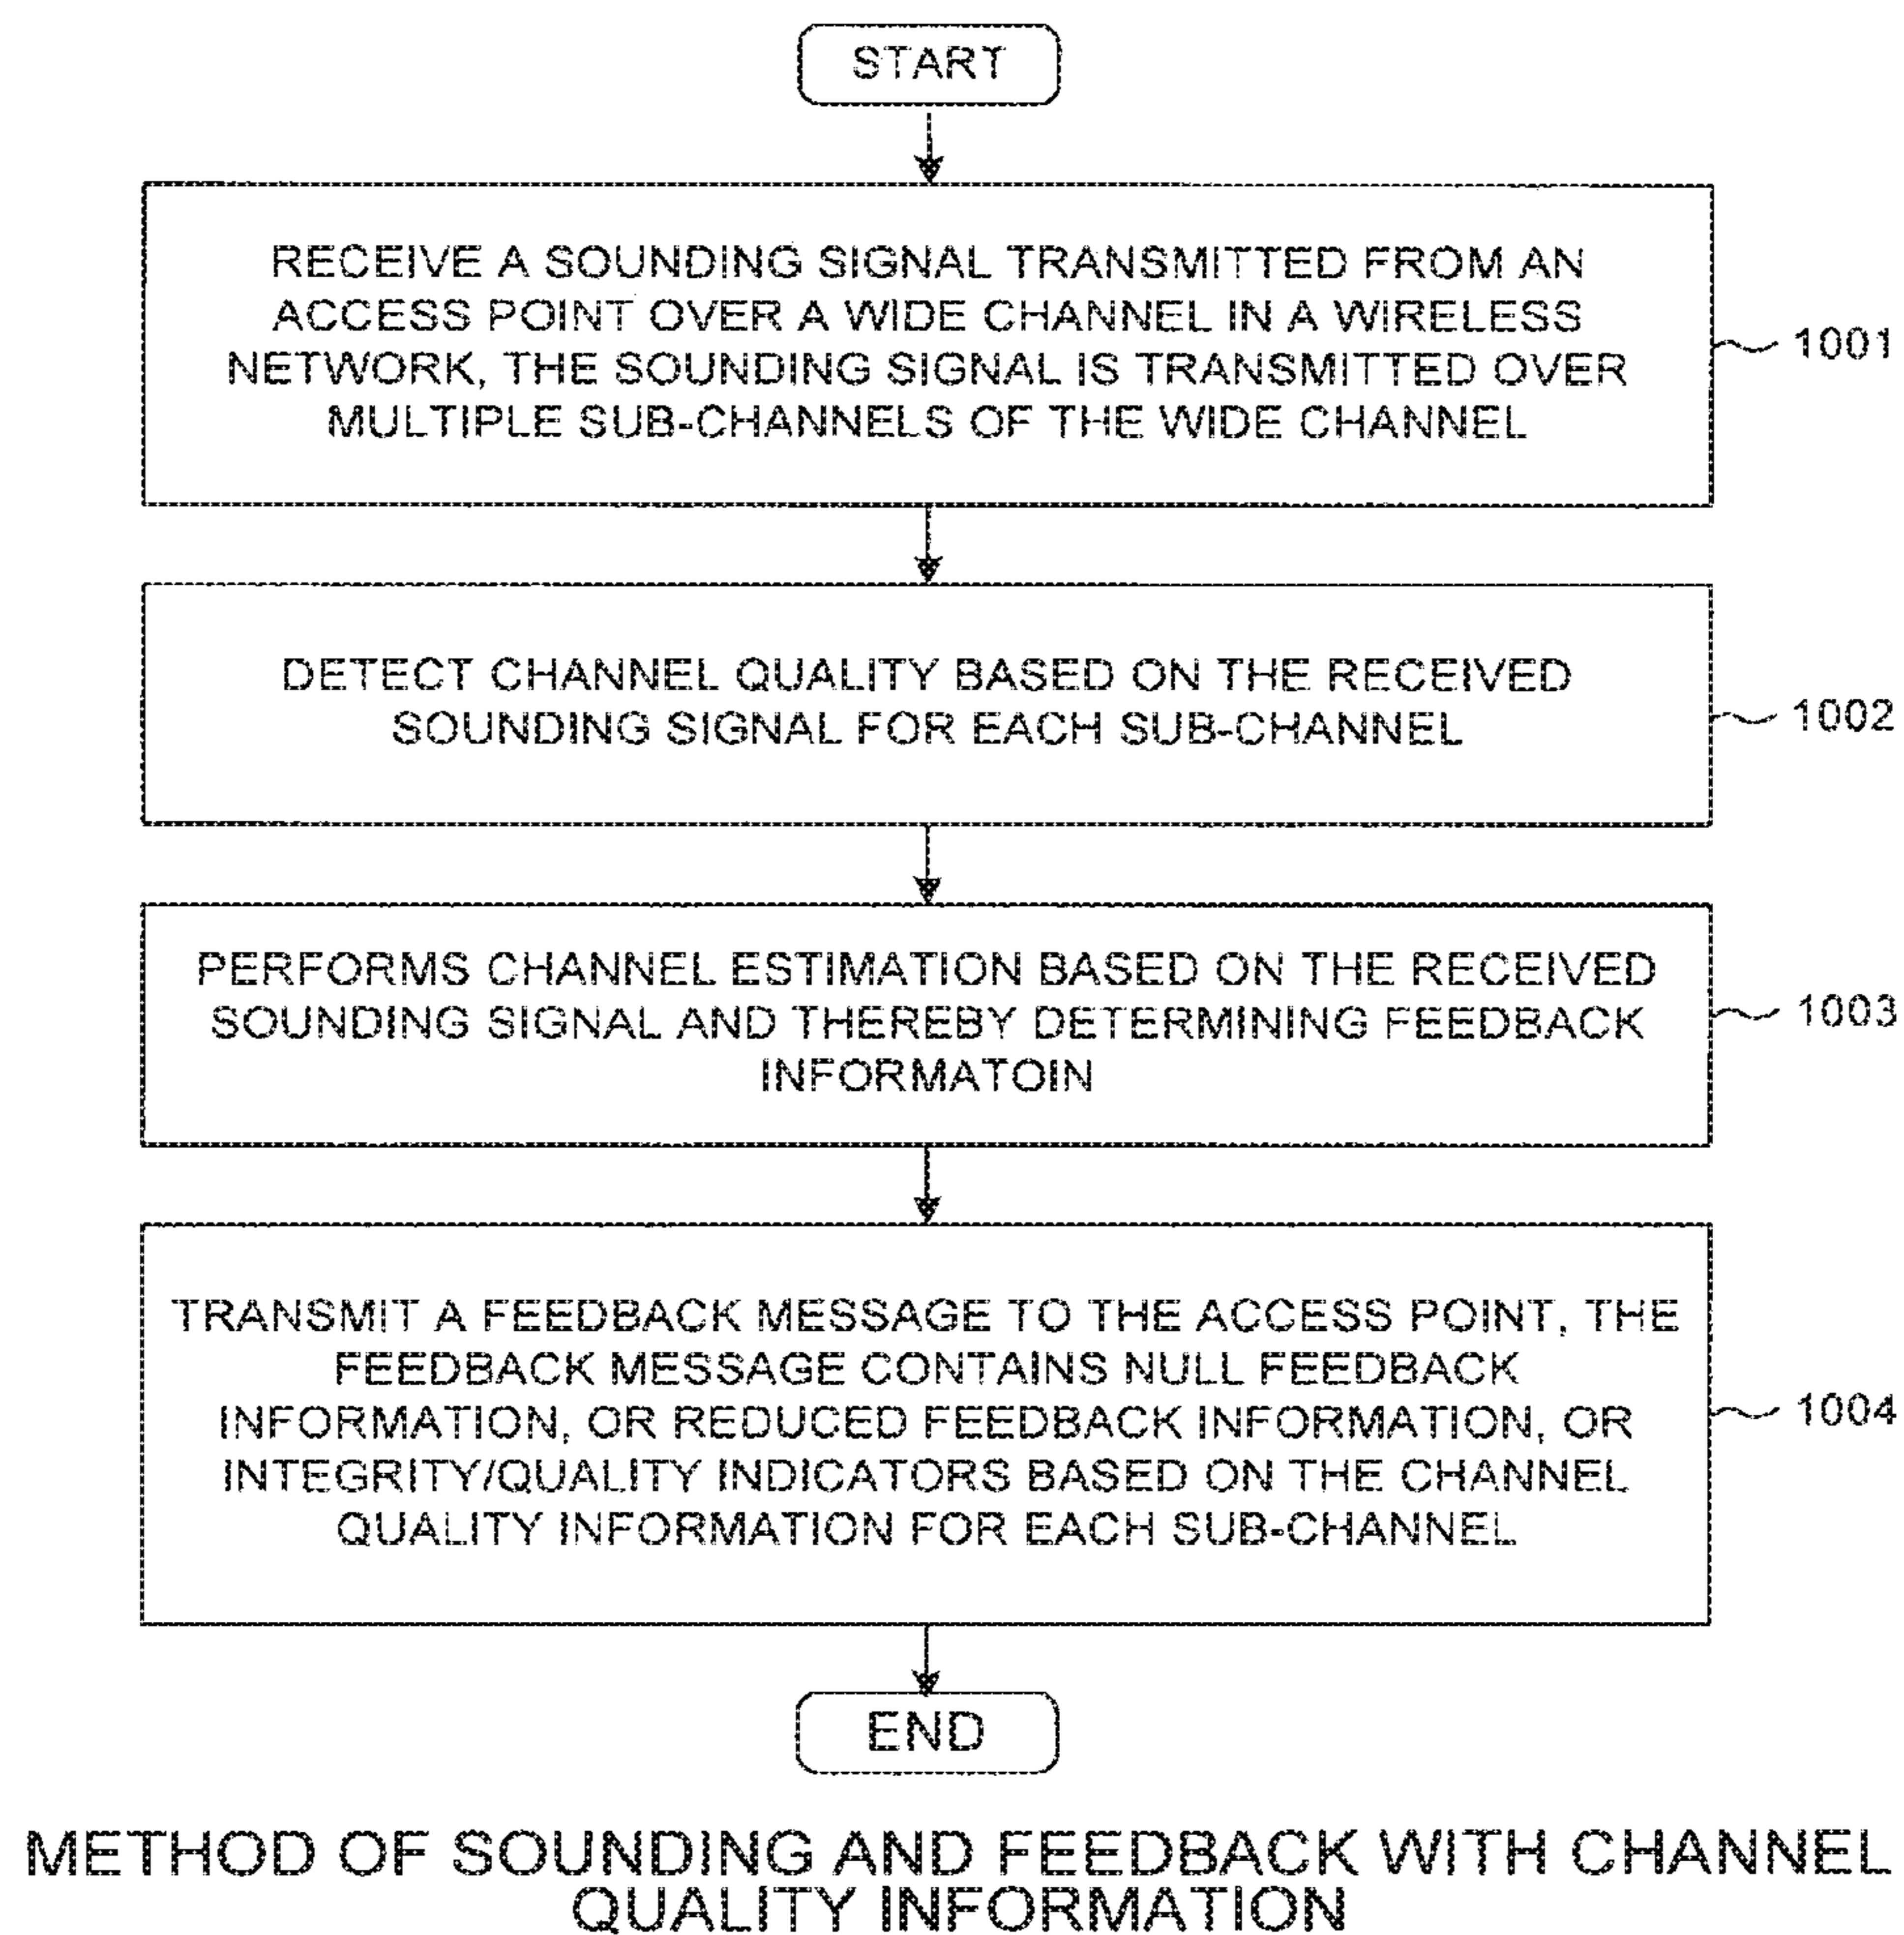 START
RECEIVE A SOUNDING SIGNAL TRANSMITTED FROM AN
ACCESS POINT OVER A WIDE CHANNEL IN A WIRELESS
NETWORK, THE SOUNDING SIGNAL IS TRANSMITTED OVER
MULTIPLE SUB-CHANNELS OF THE WIDE CHANNEL
1001
DETECT CHANNEL QUALITY BASED ON THE RECEIVED
SOUNDING SIGNAL FOR EACH SUB-CHANNEL
1002
PERFORMS CHANNEL ESTIMATION BASED ON THE RECEIVED
SOUNDING SIGNAL AND THEREBY DETERMINING FEEDBACK
INFORMATOIN
1003
TRANSMIT A FEEDBACK MESSAGE TO THE ACCESS POINT, THE
FEEDBACK MESSAGE CONTAINS NULL FEEDBACK
INFORMATION, OR REDUCED FEEDBACK INFORMATION, OR
INTEGRITY/QUALITY INDICATORS BASED ON THE CHANNEL
QUALITY INFORMATION FOR EACH SUB-CHANNEL
1004
END
METHOD OF SOUNDING AND FEEDBACK WITH CHANNEL
QUALITY INFORMATION